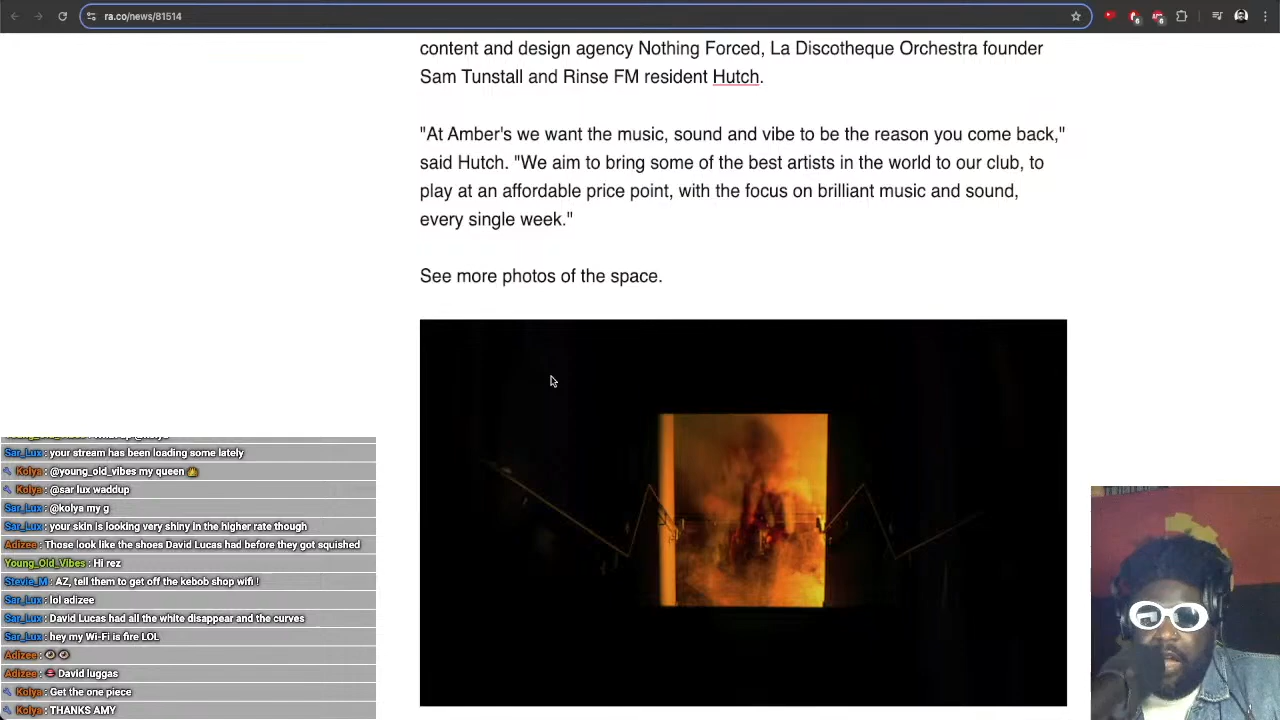 ra.co/news/81514
content and design agency Nothing Forced, La Discotheque Orchestra founder
Sam Tunstall and Rinse FM resident Hutch.
"At Amber's we want the music, sound and vibe to be the reason you come back,"
said Hutch. "We aim to bring some of the best artists in the world to our club, to
play at an affordable price point, with the focus on brilliant music and sound,
every single week."
See more photos of the space.
Sar_Lux : your stream has been loading some lately
Kolya : @young_old_vibes my queen
Kolya : @sar lux waddup
Sar_Lux : @kolya my g
Sar_Lux : your skin is looking very shiny in the higher rate though
Adizee : Those look like the shoes David Lucas had before they got squished
Young_Old_Vibes : Hi rez
Stevie_M : AZ, tell them to get off the kebob shop wifi !
Sar_Lux : lol adizee
Sar_Lux : David Lucas had all the white disappear and the curves
Sar_Lux : hey my Wi-Fi is fire LOL
Adizee :
Adizee : David luggas
Kolya : Get the one piece
Kolya : THANKS AMY